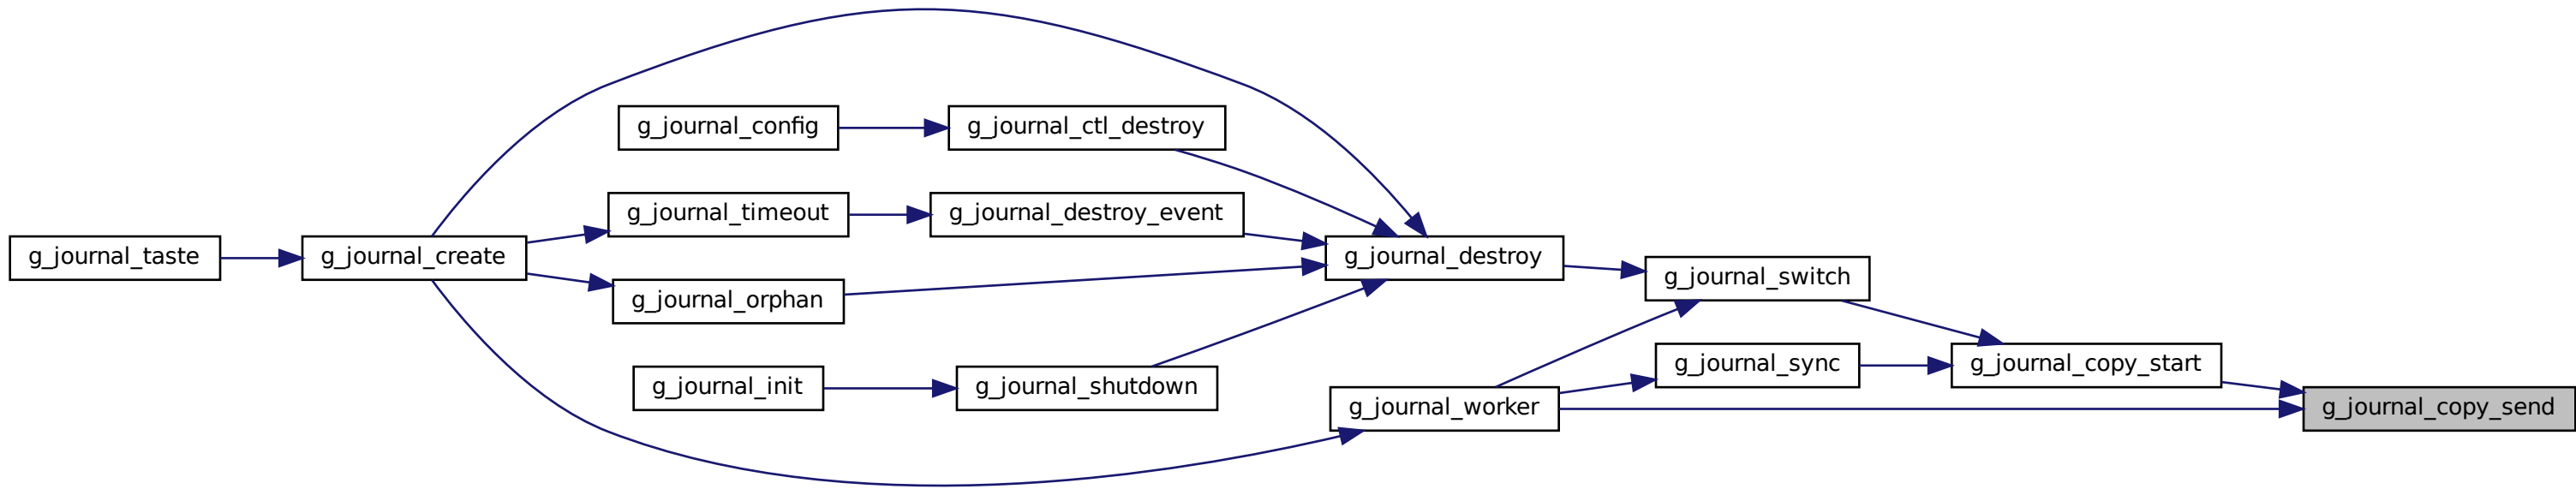 g_journal_config
g_journal_ctl_destroy
g_journal_timeout
g_journal_destroy_event
g_journal_taste
g_journal_create
g_journal_destroy
g_journal_switch
g_journal_orphan
g_journal_sync
g_journal_copy_start
g_journal_init
g_journal_shutdown
g_journal_worker
g_journal_copy_send